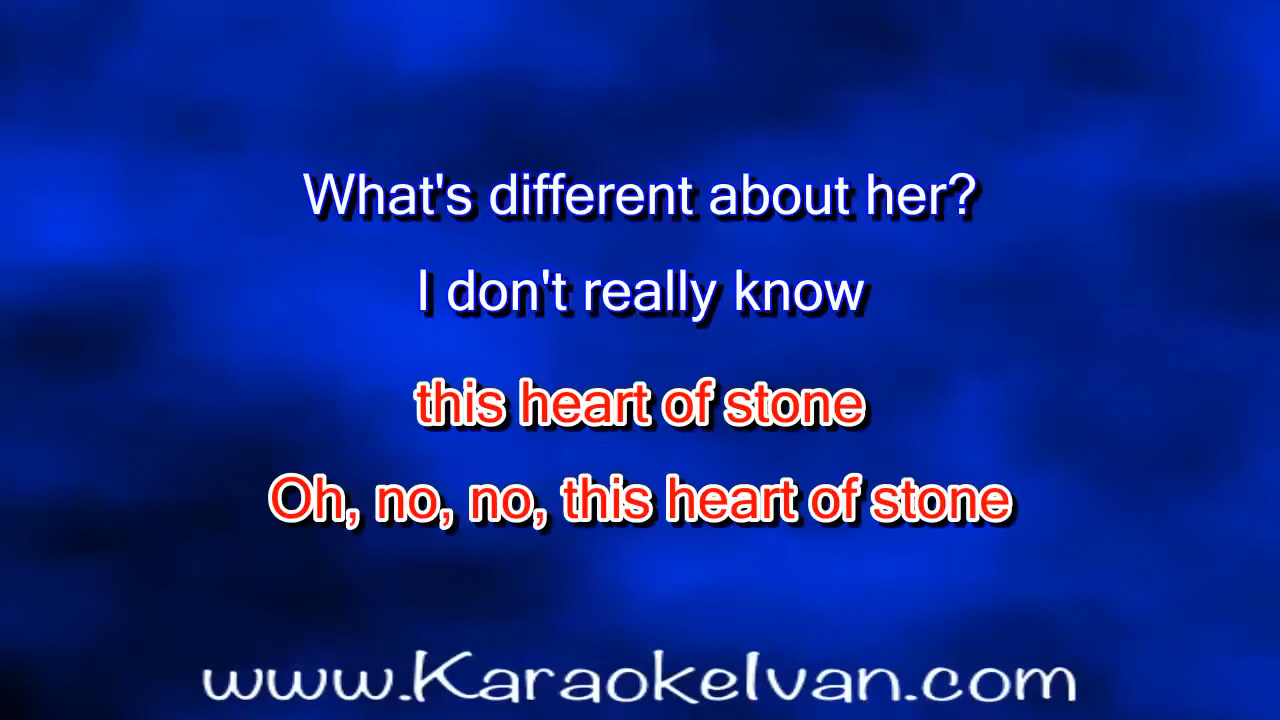 What's different about her?
I don't really know
this heart of stone
Oh, no, no, this heart of stone
www.KaraokeIvan.com